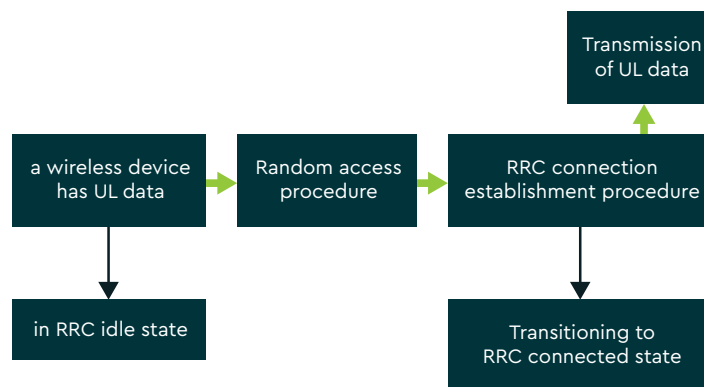 Transmission
of UL data
a wireless device
has UL data
Random access
procedure
RRC connection
establishment procedure
in RRC idle state
Transitioning to
RRC connected state